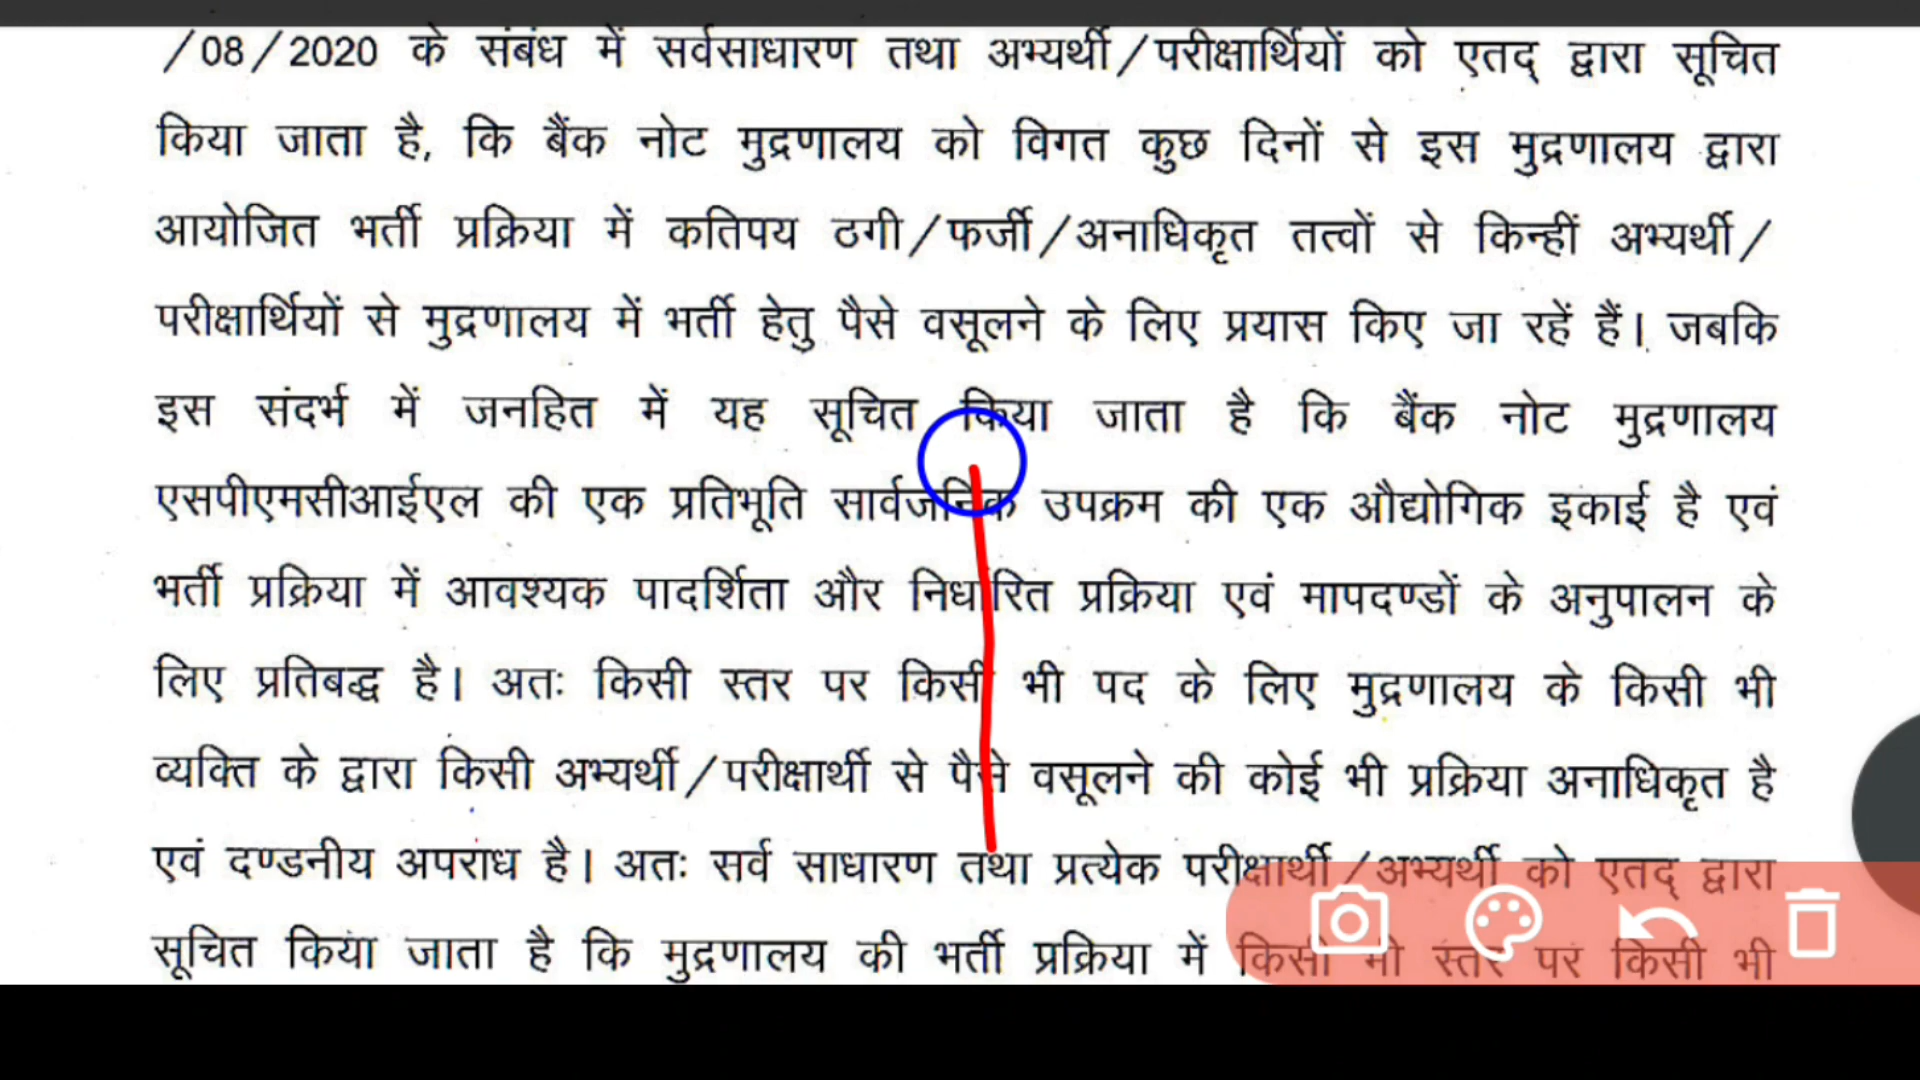 /08/2020 के संबंध में सर्वसाधारण तथा अभ्यर्थी/परीक्षार्थियों को एतद् द्वारा सूचित
किया जाता है, कि बैंक नोट मुद्रणालय को विगत कुछ दिनों से इस मुद्रणालय द्वारा
आयोजित भर्ती प्रक्रिया में कतिपय ठगी/फर्जी/अनाधिकृत तत्वों से किन्हीं अभ्यर्थी/
परीक्षार्थियों से मुद्रणालय में भर्ती हेतु पैसे वसूलने के लिए प्रयास किए जा रहें हैं। जबकि
इस संदर्भ में जनहित में यह सूचित किया जाता है कि बैंक नोट मुद्रणालय
एसपीएमसीआईईएल की एक प्रतिभूति सार्वजनिक उपक्रम की एक औद्योगिक इकाई है एवं
भर्ती प्रक्रिया में आवश्यक पादर्शिता और निर्धारित प्रक्रिया एवं मापदण्डों के अनुपालन के
लिए प्रतिबद्ध है। अतः किसी स्तर पर किसी भी पद के लिए मुद्रणालय के किसी भी
व्यक्ति के द्वारा किसी अभ्यर्थी/परीक्षार्थी से पैसे वसूलने की कोई भी प्रक्रिया अनाधिकृत है
एवं दण्डनीय अपराध है। अतः सर्व साधारण तथा प्रत्येक परीक्षार्थी/अभ्यर्थी को एतद् द्वारा
सूचित किया जाता है कि मुद्रणालय की भर्ती प्रक्रिया में किसी भी स्तर पर किसी भी